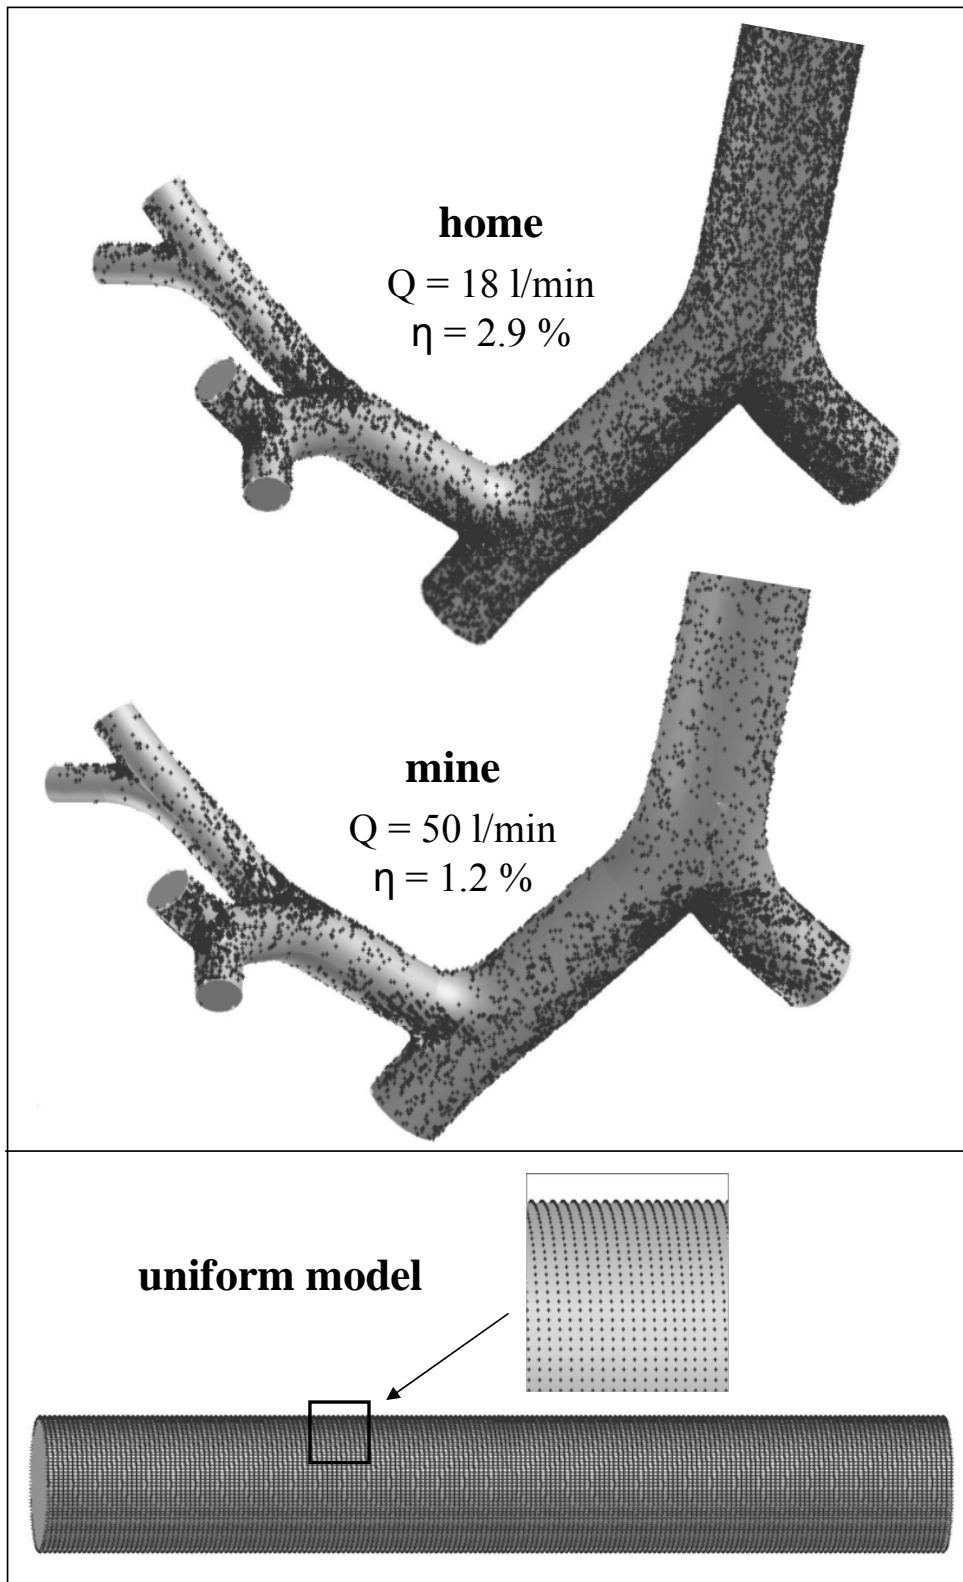 home
Q = 18 l/min
η = 2.9 %
mine
Q = 50 l/min
η = 1.2 %
uniform model